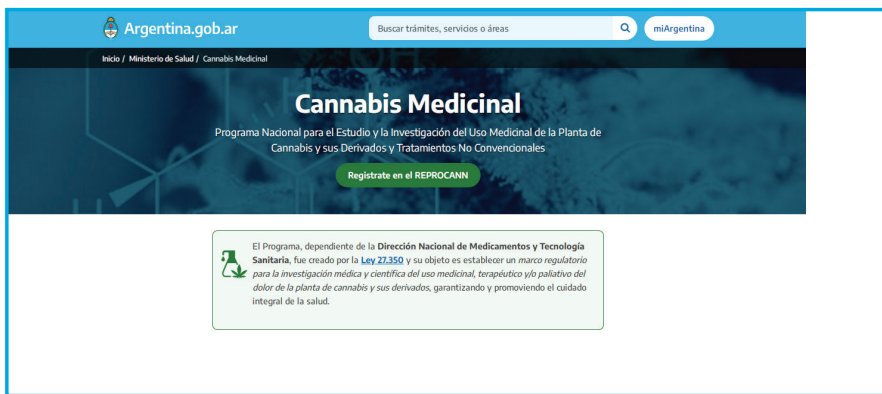 Argentina.gob.ar
Buscar trámites, servicios o áreas
miArgentina
Inicio / Ministerio de Salud / Cannabis Medicinal
Cannabis Medicinal
Programa Nacional para el Estudio y la Investigación del Uso Medicinal de la Planta de
Cannabis y sus Derivados y Tratamientos No Convencionales
Registrate en el REPROCANN
El Programa, dependiente de la Dirección Nacional de Medicamentos y Tecnología
Sanitaria, fue creado por la Ley 27.350 y su objeto es establecer un marco regulatorio
para la investigación médica y científica del uso medicinal, terapéutico y/o paliativo del
dolor de la planta de cannabis y sus derivados, garantizando y promoviendo el cuidado
integral de la salud.